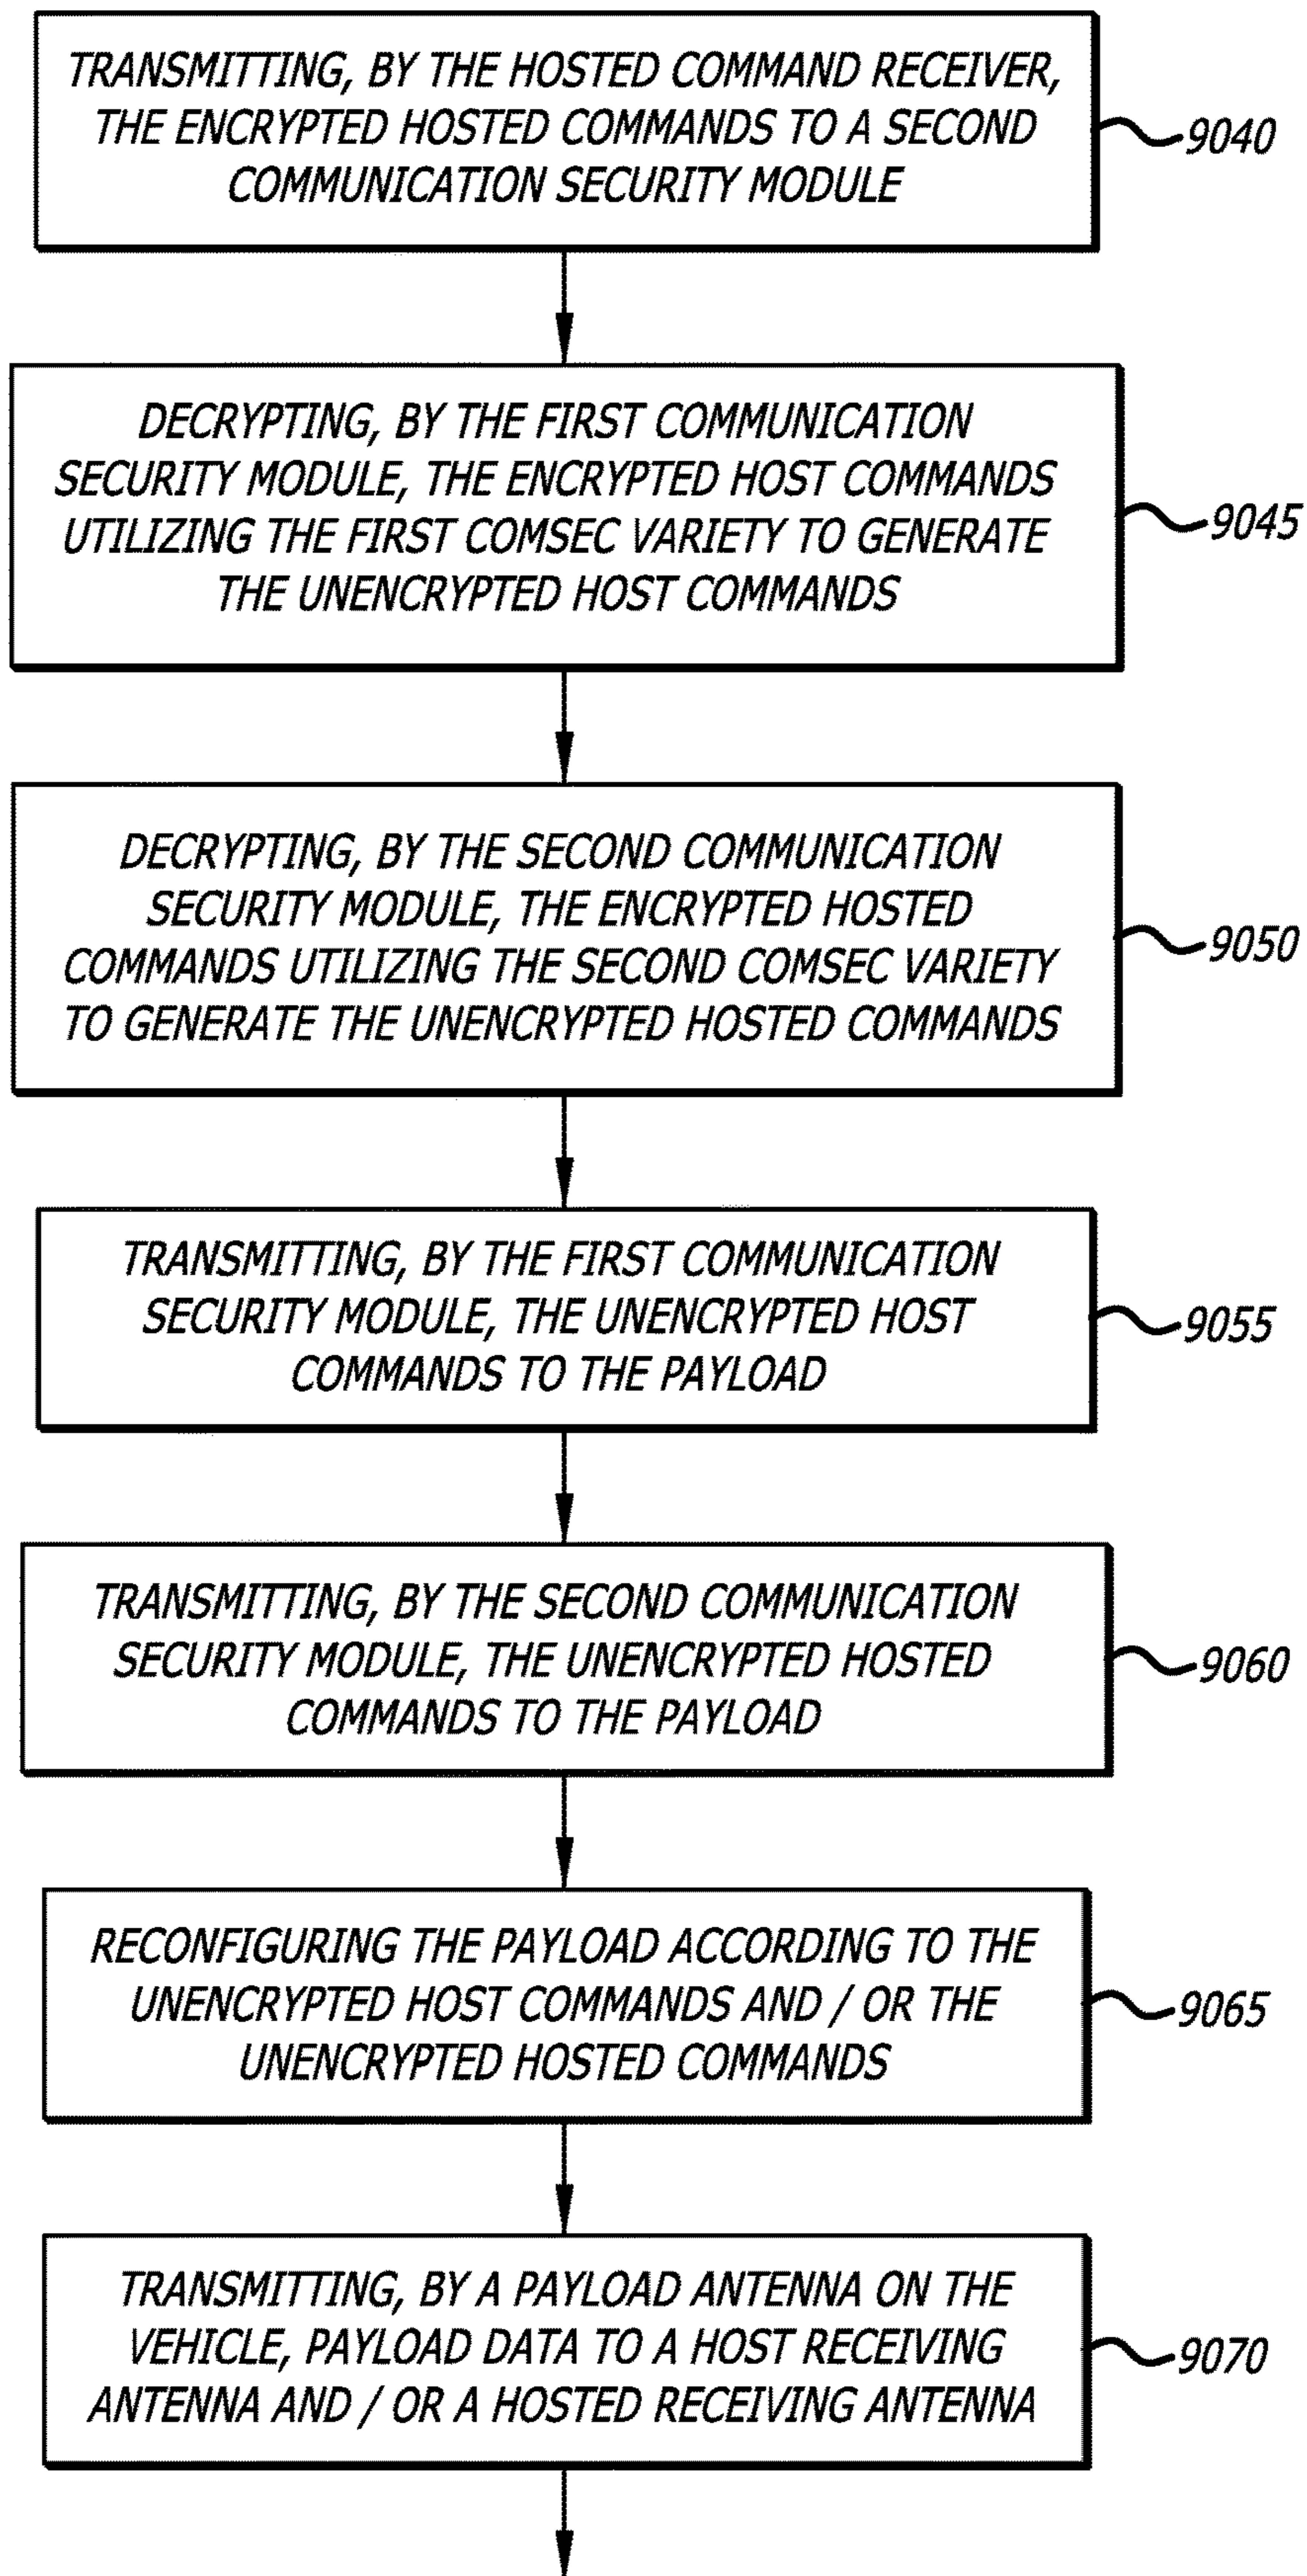 TRANSMITTING, BY THE HOSTED COMMAND RECEIVER,
THE ENCRYPTED HOSTED COMMANDS TO A SECOND
COMMUNICATION SECURITY MODULE
9040
DECRYPTING, BY THE FIRST COMMUNICATION
SECURITY MODULE, THE ENCRYPTED HOST COMMANDS
UTILIZING THE FIRST COMSEC VARIETY TO GENERATE
THE UNENCRYPTED HOST COMMANDS
9045
DECRYPTING, BY THE SECOND COMMUNICATION
SECURITY MODULE, THE ENCRYPTED HOSTED
COMMANDS UTILIZING THE SECOND COMSEC VARIETY
TO GENERATE THE UNENCRYPTED HOSTED COMMANDS
9050
TRANSMITTING, BY THE FIRST COMMUNICATION
SECURITY MODULE, THE UNENCRYPTED HOST
COMMANDS TO THE PAYLOAD
9055
TRANSMITTING, BY THE SECOND COMMUNICATION
SECURITY MODULE, THE UNENCRYPTED HOSTED
COMMANDS TO THE PAYLOAD
9060
RECONFIGURING THE PAYLOAD ACCORDING TO THE
UNENCRYPTED HOST COMMANDS AND / OR THE
UNENCRYPTED HOSTED COMMANDS
9065
TRANSMITTING, BY A PAYLOAD ANTENNA ON THE
VEHICLE, PAYLOAD DATA TO A HOST RECEIVING
ANTENNA AND / OR A HOSTED RECEIVING ANTENNA
9070